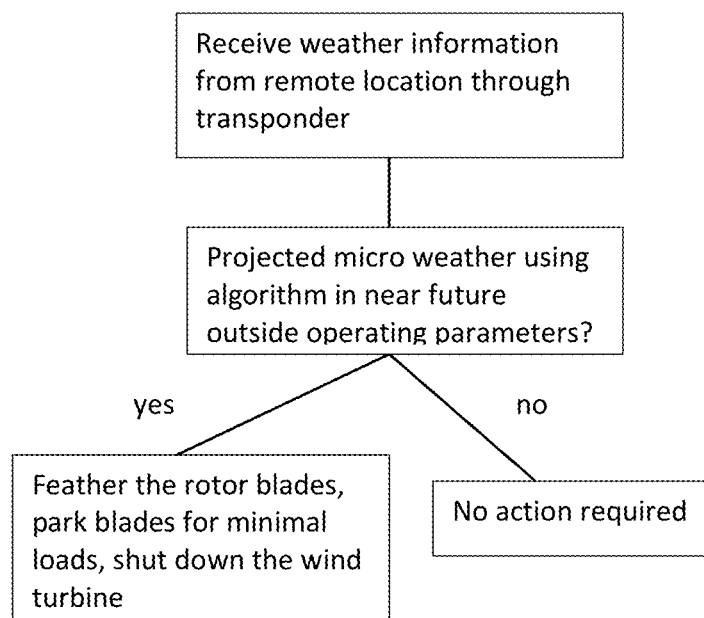 Receive weather information
from remote location through
transponder
Projected micro weather using
algorithm in near future
outside operating parameters?
yes
no
Feather the rotor blades,
park blades for minimal
loads, shut down the wind
turbine
No action required